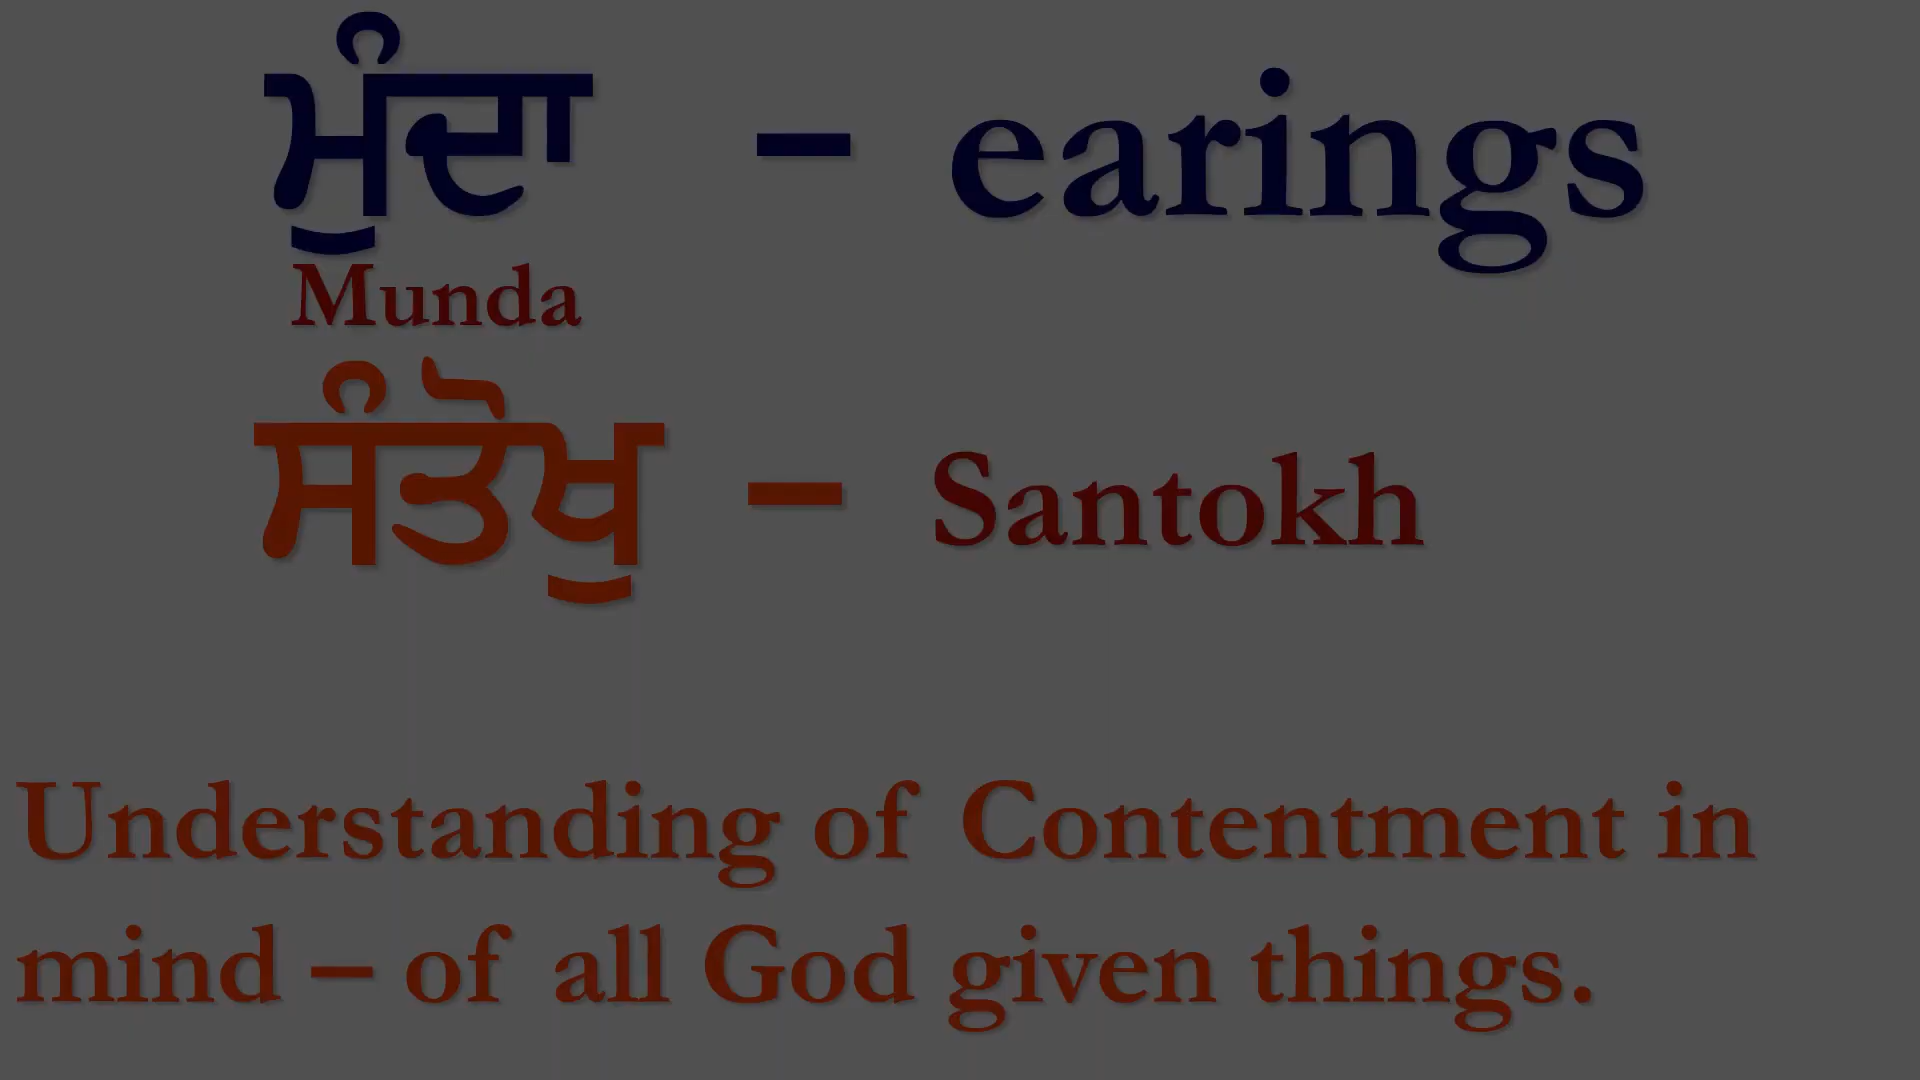 ਮੁੰਦਾ – earings
Munda
ਸੰਤੋਖੁ – Santokh
Understanding of Contentment in
mind – of all God given things.